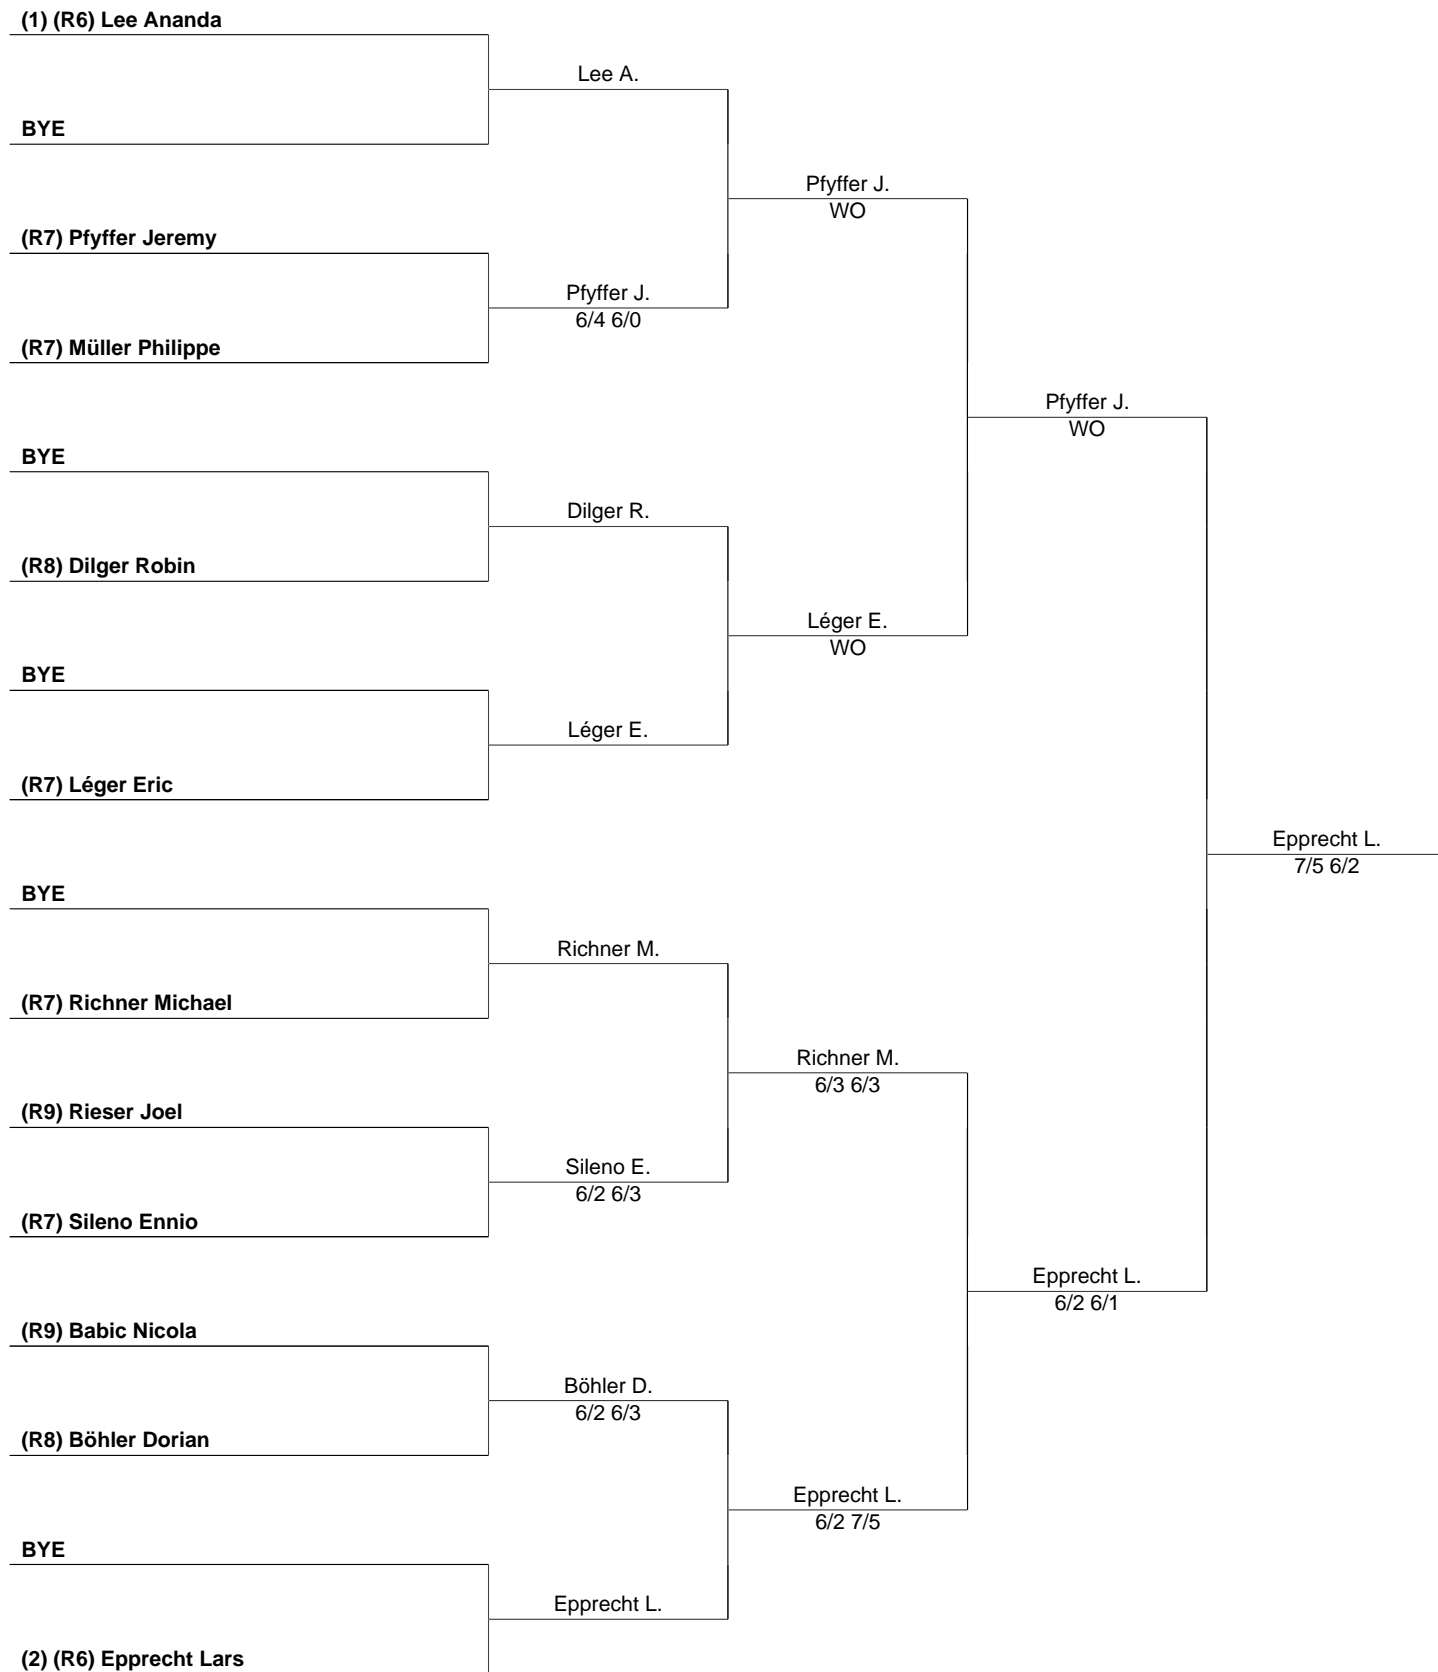 (1) (R6) Lee Ananda
Lee A.
BYE
Pfyffer J.
WO
(R7) Pfyffer Jeremy
Pfyffer J.
6/4 6/0
(R7) Müller Philippe
Pfyffer J.
WO
BYE
Dilger R.
(R8) Dilger Robin
Léger E.
WO
BYE
Léger E.
(R7) Léger Eric
Epprecht L.
7/5 6/2
BYE
Richner M.
(R7) Richner Michael
Richner M.
6/3 6/3
(R9) Rieser Joel
Sileno E.
6/2 6/3
(R7) Sileno Ennio
Epprecht L.
6/2 6/1
(R9) Babic Nicola
Böhler D.
6/2 6/3
(R8) Böhler Dorian
Epprecht L.
6/2 7/5
BYE
Epprecht L.
(2) (R6) Epprecht Lars